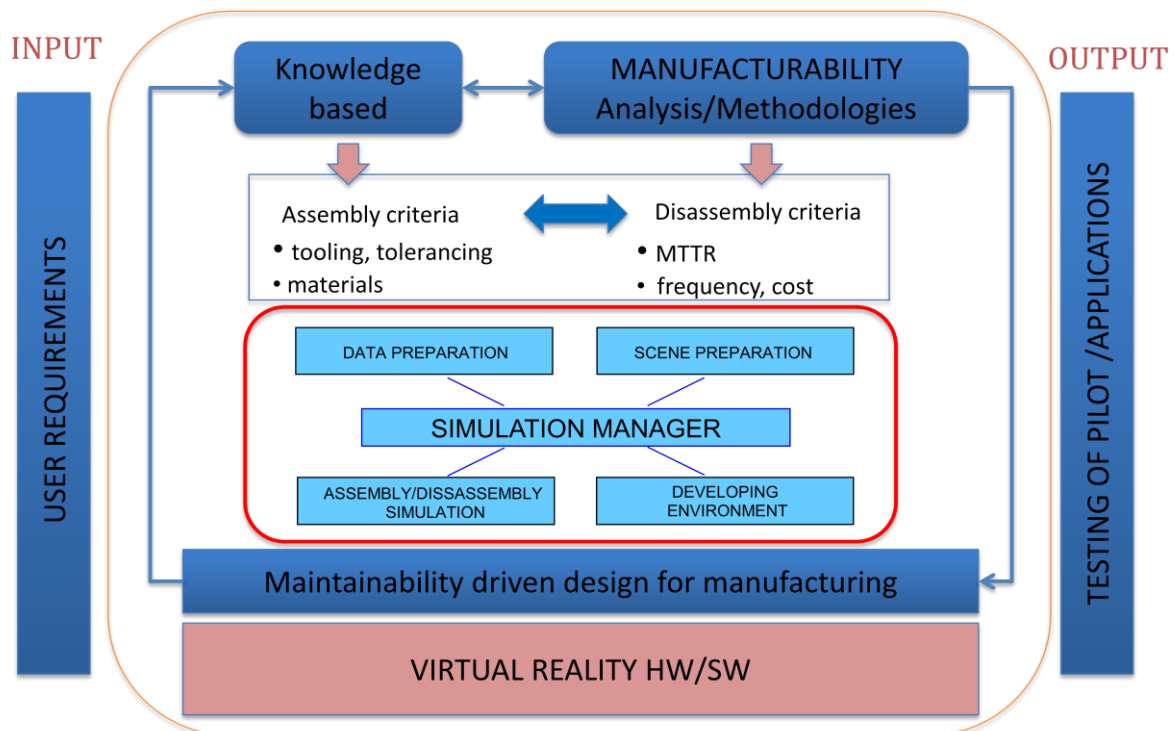 INPUT
OUTPUT
USER REQUIREMENTS
Knowledge
based
MANUFACTURABILITY
Analysis/Methodologies
Assembly criteria
• tooling, tolerancing
• materials
Disassembly criteria
• MTTR
• frequency, cost
DATA PREPARATION
SCENE PREPARATION
SIMULATION MANAGER
ASSEMBLY/DISSASSEMBLY
SIMULATION
DEVELOPING
ENVIRONMENT
Maintainability driven design for manufacturing
VIRTUAL REALITY HW/SW
TESTING OF PILOT /APPLICATIONS